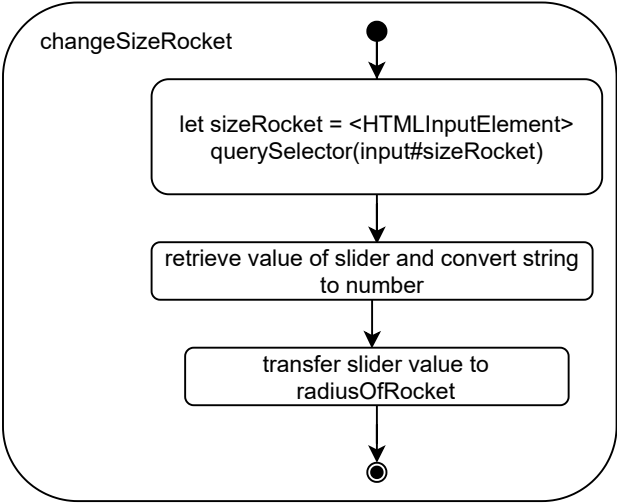 changeSizeRocket
let sizeRocket = <HTMLInputElement>
querySelector(input#sizeRocket)
retrieve value of slider and convert string
to number
transfer slider value to
radiusOfRocket